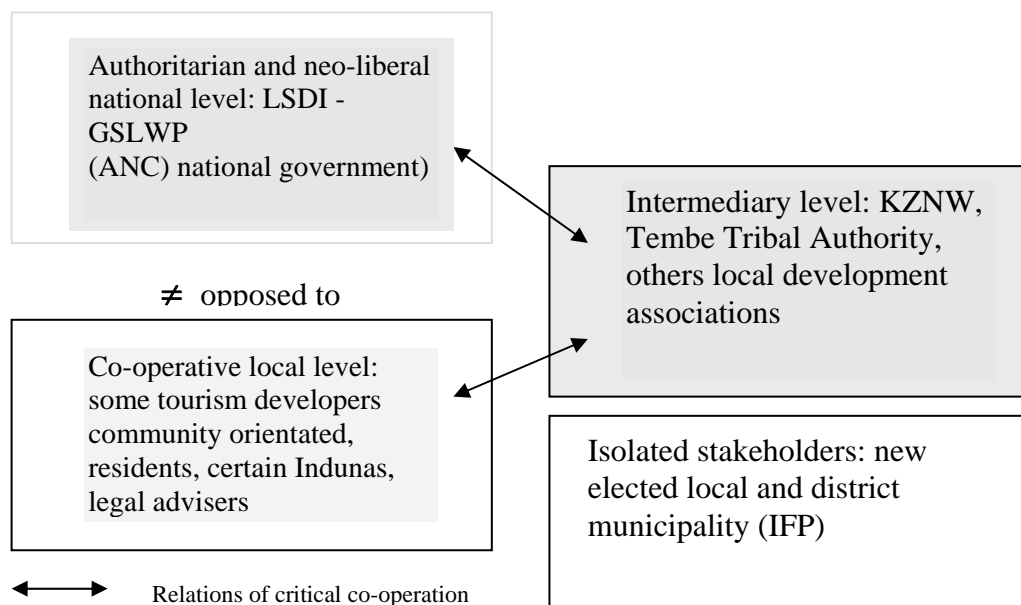 Authoritarian and neo-liberal
national level: LSDI -
GSLWP
(ANC) national government)
≠ opposed to
Co-operative local level:
some tourism developers
community orientated,
residents, certain Indunas,
legal advisers
Intermediary level: KZNW,
Tembe Tribal Authority,
others local development
associations
Isolated stakeholders: new
elected local and district
municipality (IFP)
Relations of critical co-operation